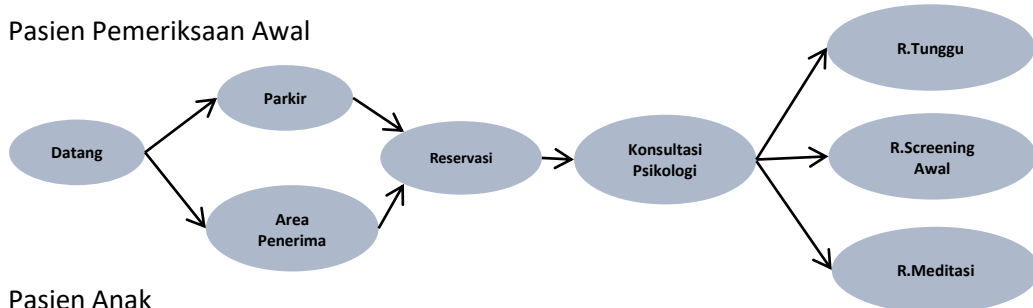 Pasien Pemeriksaan Awal
Datang
Parkir
Area
Penerima
Reservasi
Konsultasi
Psikologi
R.Tunggu
R.Screening
Awal
R.Meditasi
Pasien Anak